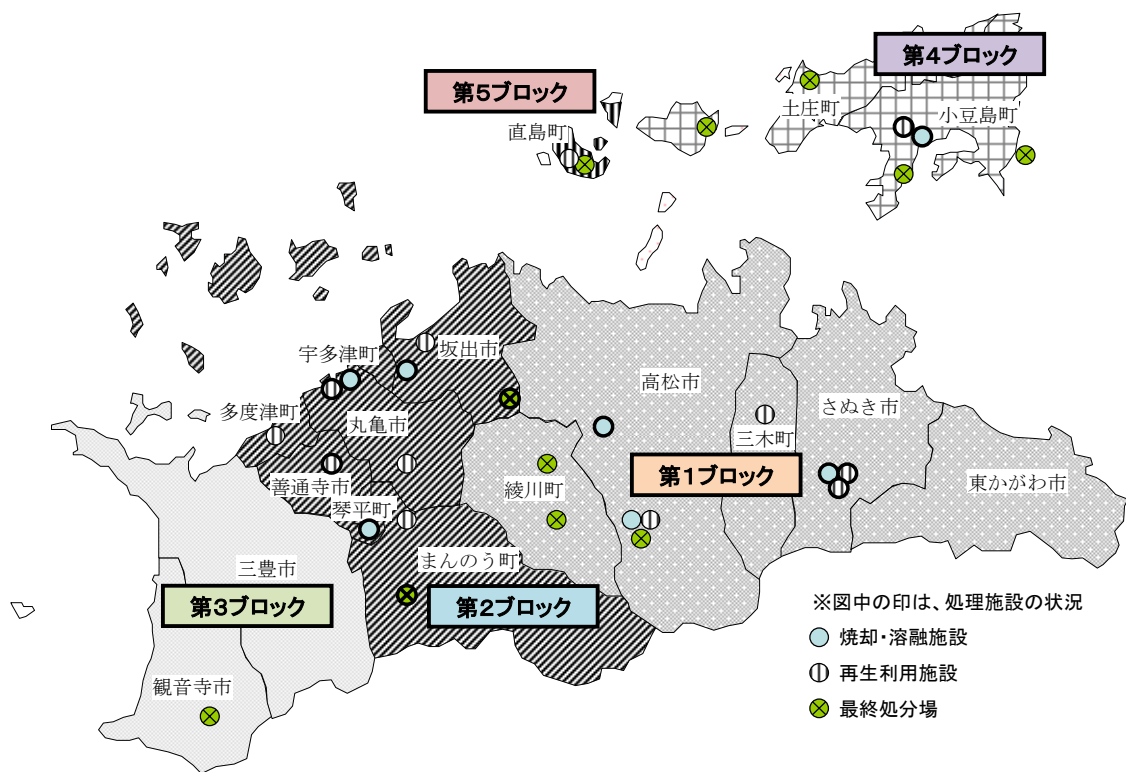 第4ブロック
第5ブロック
土庄町
小豆島町
直島町
宇多津町
坂出市
高松市
多度津町
丸亀市
さぬき市
三木町
第1ブロック
善通寺市
綾川町
東かがわ市
琴平町
三豊市
まんのう町
第3ブロック
第2ブロック
※図中の印は、処理施設の状況
焼却・溶融施設
再生利用施設
観音寺市
最終処分場